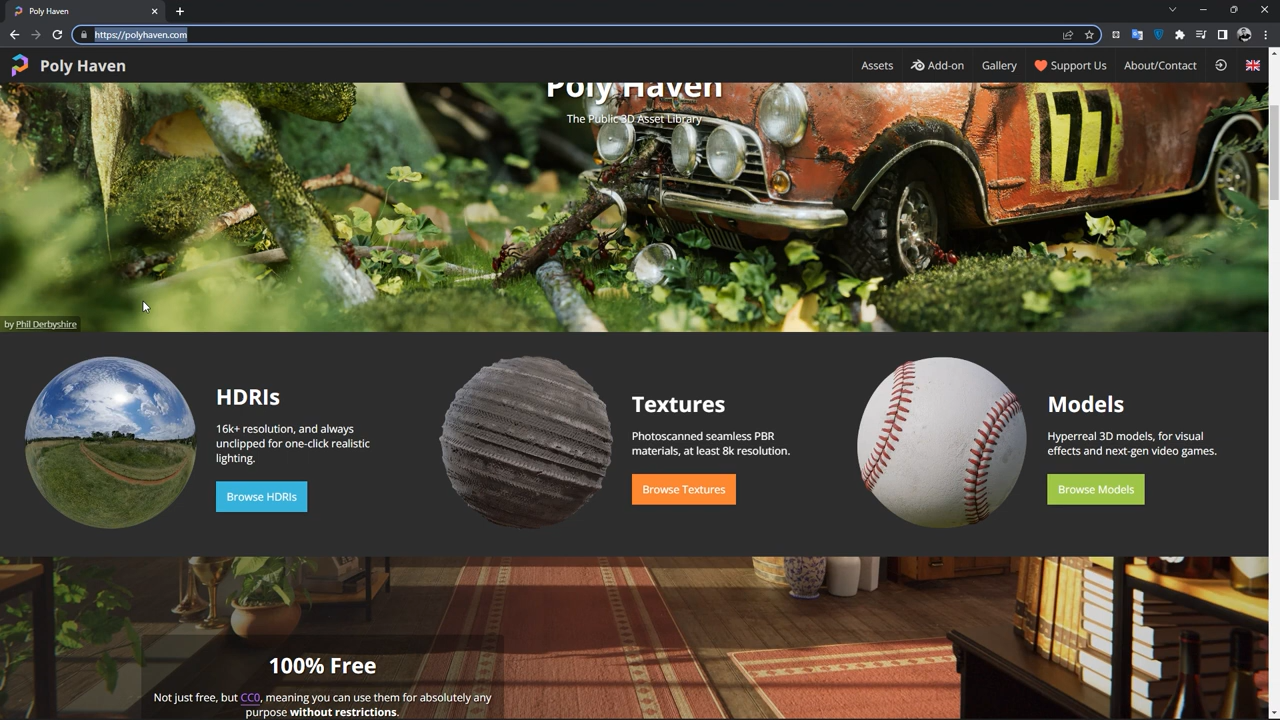 Poly Haven
https://polyhaven.com
Poly Haven
Assets
Add-on
Gallery
Support Us
About/Contact
Poly Haven
The Public 3D Asset Library
177
by Phil Derbyshire
HDRIs
16k+ resolution, and always
unclipped for one-click realistic
lighting.
Browse HDRIs
Textures
Photoscanned seamless PBR
materials, at least 8k resolution.
Browse Textures
Models
Hyperreal 3D models, for visual
effects and next-gen video games.
Browse Models
100% Free
Not just free, but CC0, meaning you can use them for absolutely any
purpose without restrictions.